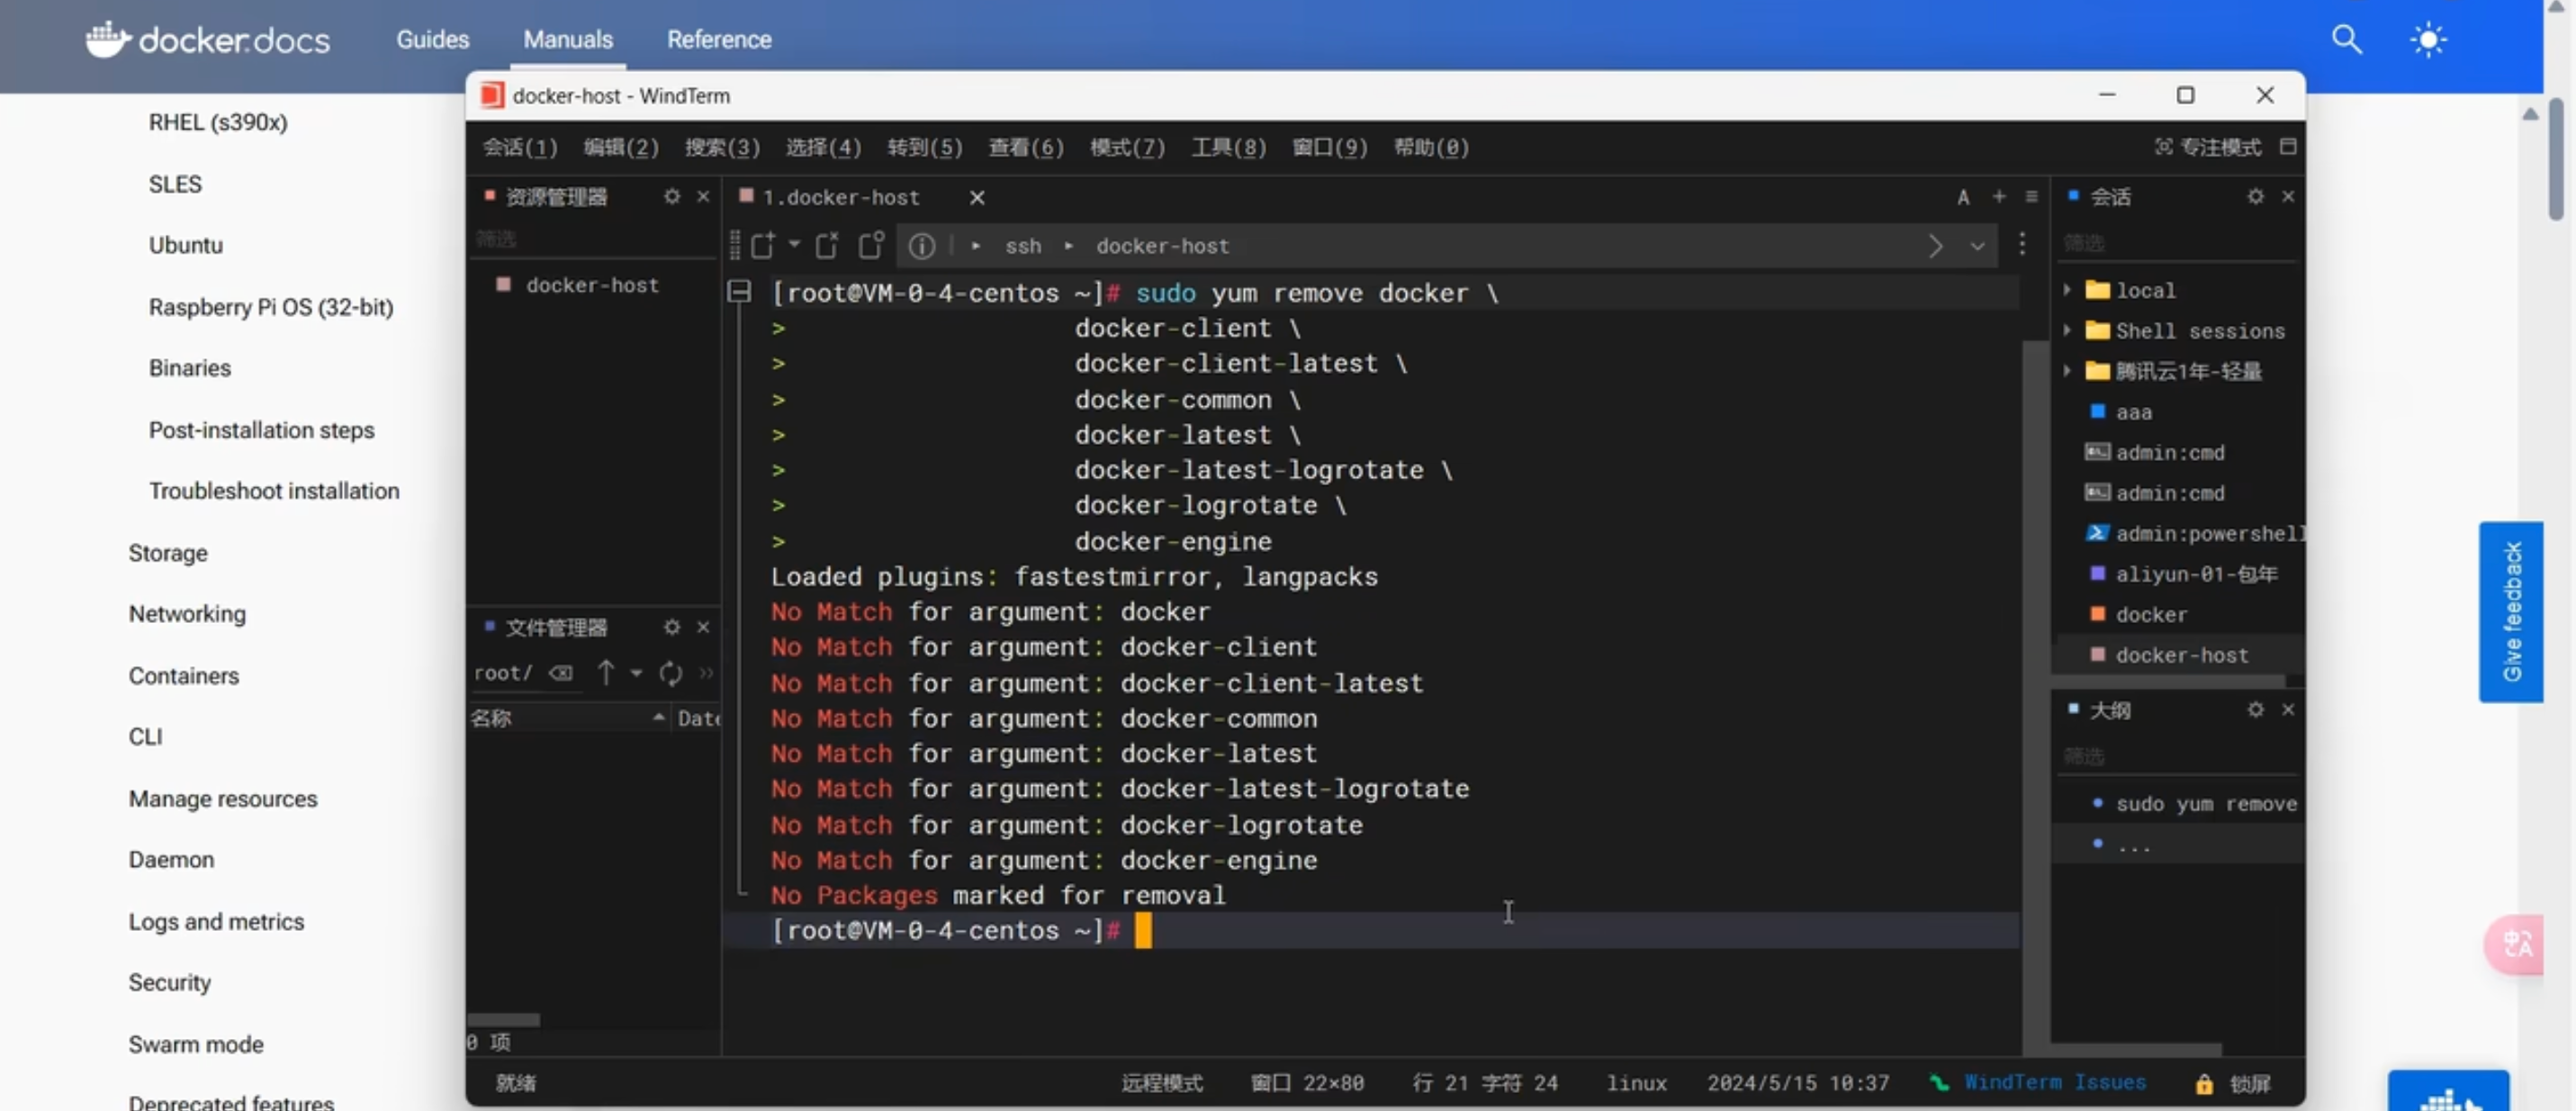 docker.docs
Guides
Manuals
Reference
RHEL (s390x)
SLES
Ubuntu
Raspberry Pi OS (32-bit)
Binaries
Post-installation steps
Troubleshoot installation
Storage
Networking
Containers
CLI
Manage resources
Daemon
Logs and metrics
Security
Swarm mode
Deprecated features
docker-host - WindTerm
会话(1) 编辑(2) 搜索(3) 选择(4) 转到(5) 查看(6) 模式(7) 工具(8) 窗口(9) 帮助(0)
专注模式
资源管理器
筛选
docker-host
文件管理器
root/
名称
Date
0 项
1.docker-host
A
ssh
docker-host
[root@VM-0-4-centos ~]# sudo yum remove docker \
> docker-client \
> docker-client-latest \
> docker-common \
> docker-latest \
> docker-latest-logrotate \
> docker-logrotate \
> docker-engine
Loaded plugins: fastestmirror, langpacks
No Match for argument: docker
No Match for argument: docker-client
No Match for argument: docker-client-latest
No Match for argument: docker-common
No Match for argument: docker-latest
No Match for argument: docker-latest-logrotate
No Match for argument: docker-logrotate
No Match for argument: docker-engine
No Packages marked for removal
[root@VM-0-4-centos ~]#
会话
筛选
local
Shell sessions
腾讯云1年-轻量
aaa
admin:cmd
admin:cmd
admin:powershell
aliyun-01-包年
docker
docker-host
大纲
筛选
sudo yum remove
...
就绪
远程模式
窗口 22×80
行 21 字符 24
linux
2024/5/15 10:37
WindTerm Issues
锁屏
Give feedback
中A